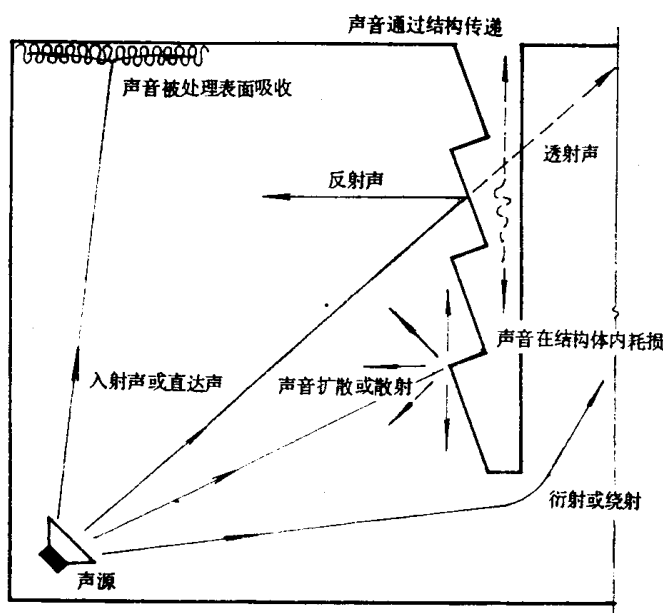 声音通过结构传递
声音被处理表面吸收
透射声
反射声
声音在结构体内耗损
入射声或直达声
声音扩散或散射
衍射或绕射
声源